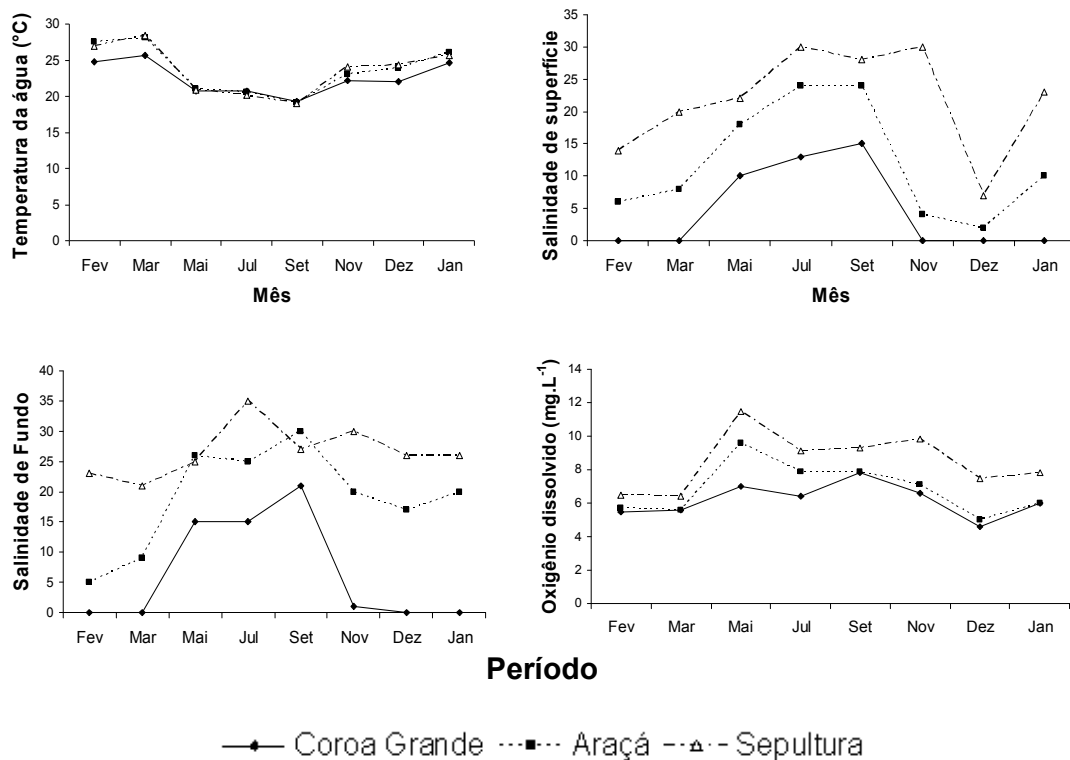 Temperatura da água (°C)
30
25
20
15
10
5
0
Fev Mar Mai Jul Set Nov Dez Jan
Mês
Salinidade de superfície
35
30
25
20
15
10
5
0
Fev Mar Mai Jul Set Nov Dez Jan
Mês
Salinidade de Fundo
40
35
30
25
20
15
10
5
0
Fev Mar Mai Jul Set Nov Dez Jan
Oxigênio dissolvido (mg.L⁻¹)
14
12
10
8
6
4
2
0
Fev Mar Mai Jul Set Nov Dez Jan
Período
Coroa Grande Araçá Sepultura